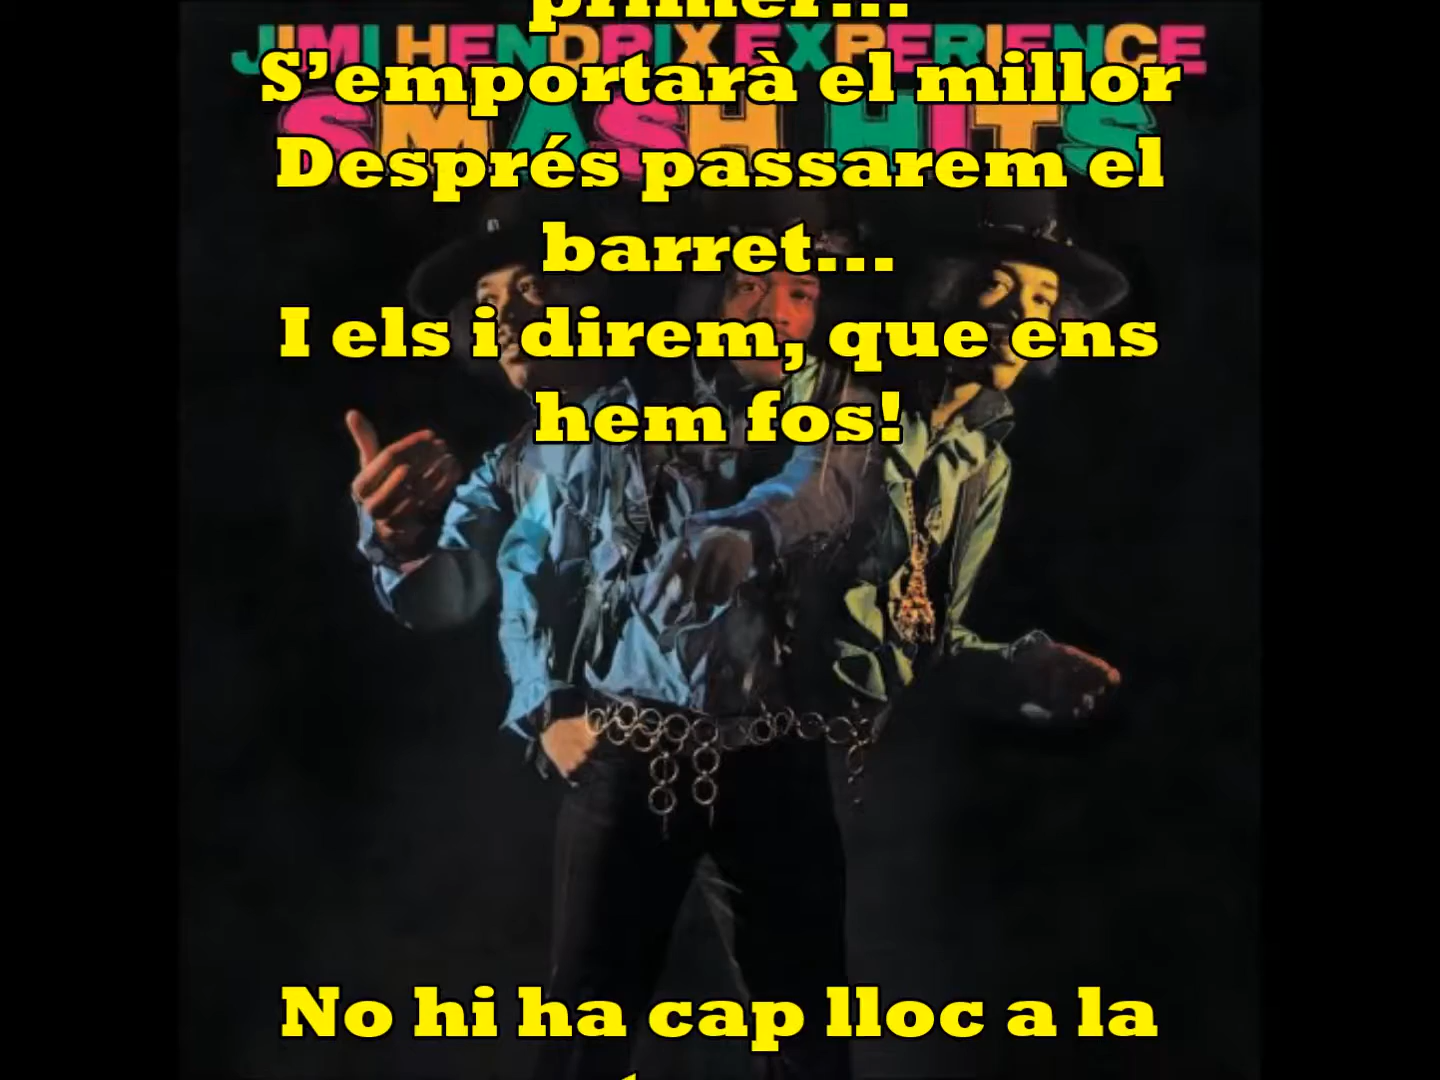 primer...
JIMI HENDRIX EXPERIENCE
S’emportarà el millor
SMASH HITS
Després passarem el
barret...
I els i direm, que ens
hem fos!
No hi ha cap lloc a la